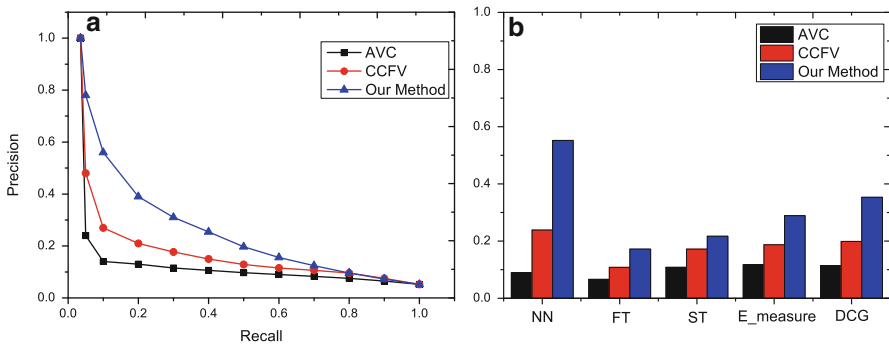 a
1.0
0.8
0.6
0.4
0.2
0.0
Precision
AVC
CCFV
Our Method
0.0 0.2 0.4 0.6 0.8 1.0
Recall
b
1.0
0.8
0.6
0.4
0.2
0.0
AVC
CCFV
Our Method
NN FT ST E_measure DCG